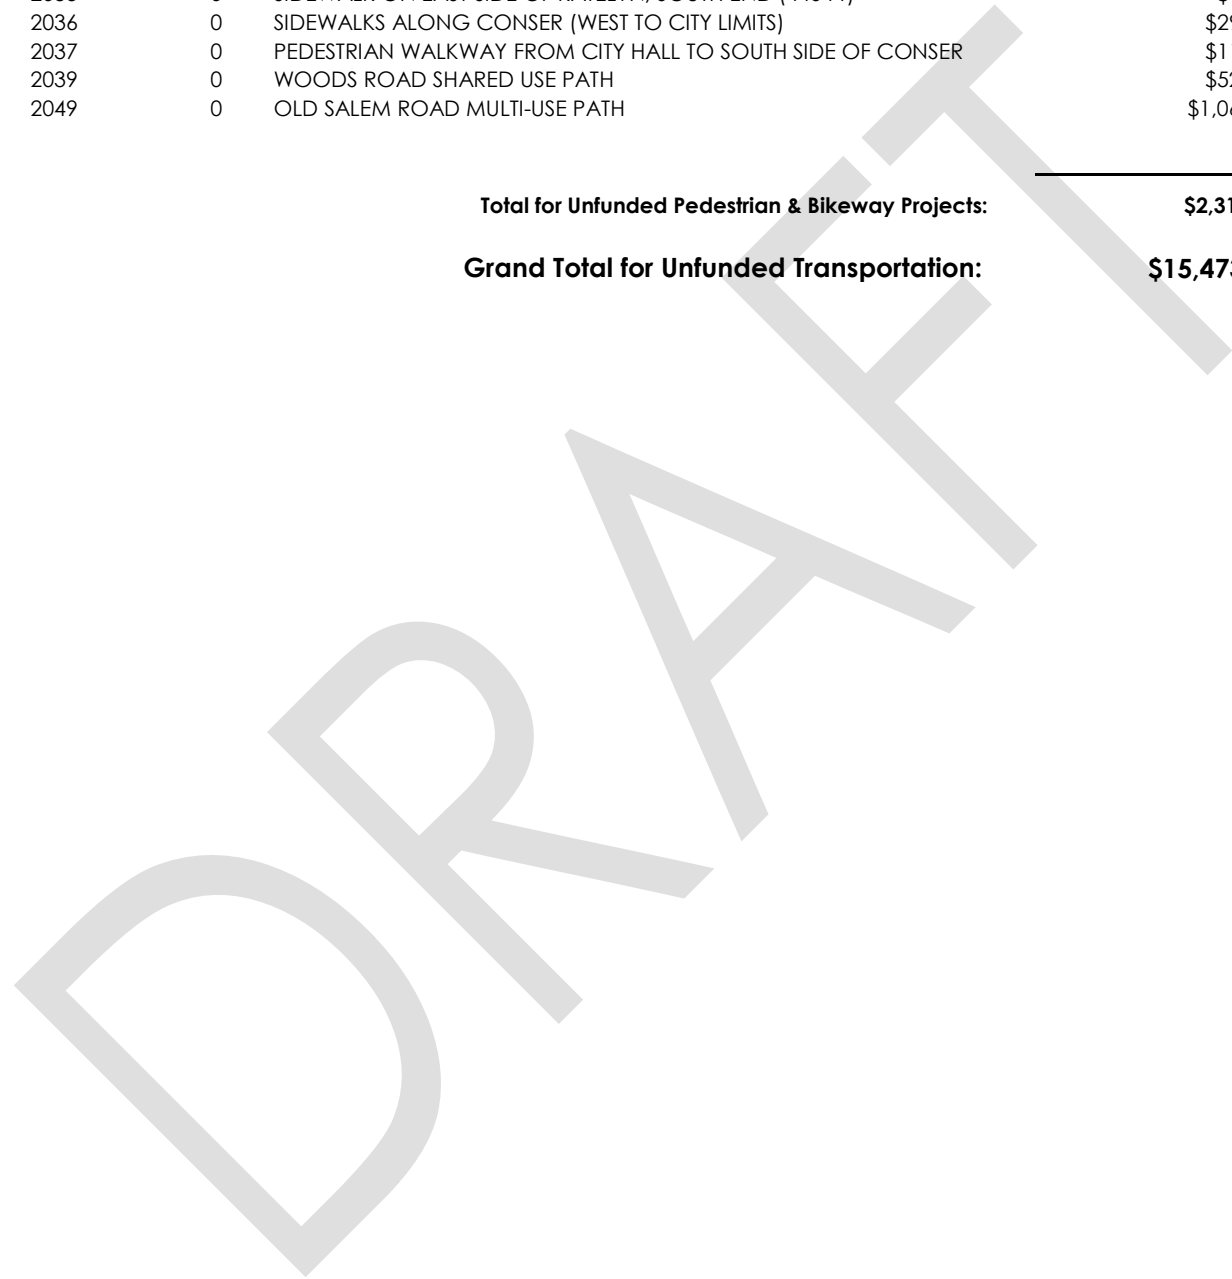 2036 0 SIDEWALKS ALONG CONSER (WEST TO CITY LIMITS) $29
2037 0 PEDESTRIAN WALKWAY FROM CITY HALL TO SOUTH SIDE OF CONSER $1
2039 0 WOODS ROAD SHARED USE PATH $52
2049 0 OLD SALEM ROAD MULTI-USE PATH $1,06
Total for Unfunded Pedestrian & Bikeway Projects: $2,31
Grand Total for Unfunded Transportation: $15,473
DRAFT